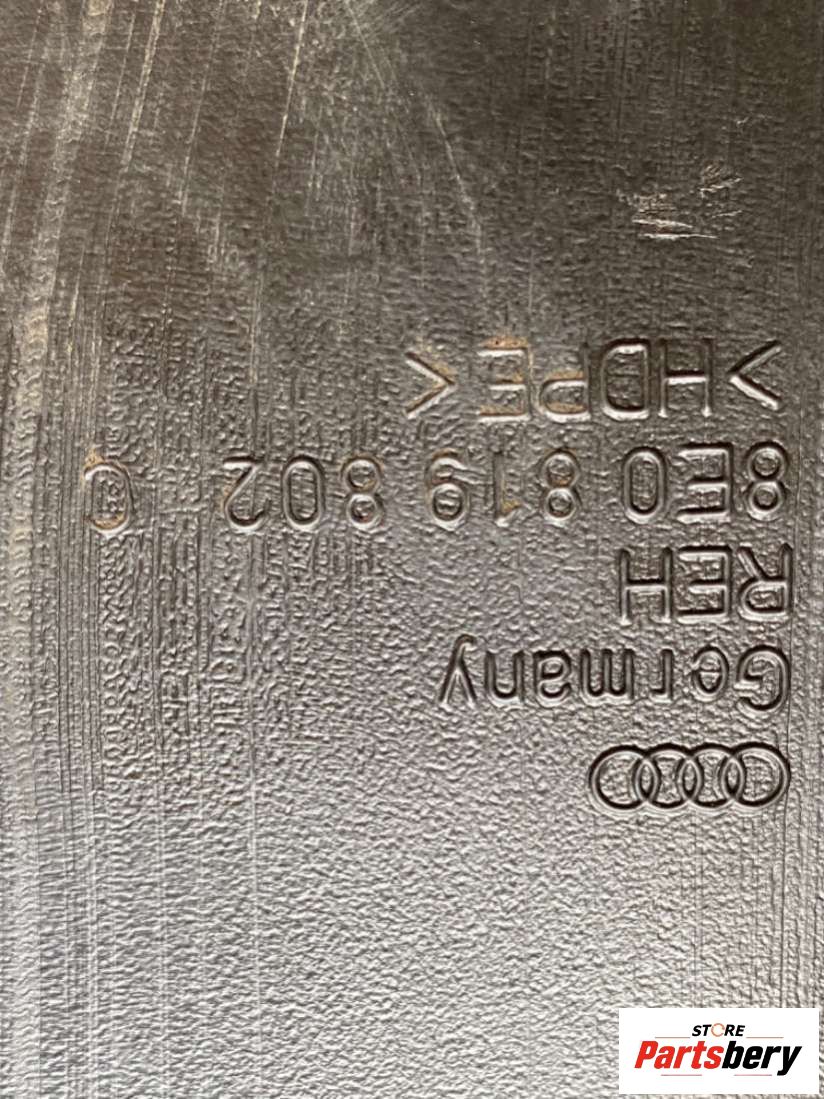 Germany
REH
8E0 819 802 C
<HDPE>
STORE
Partsbery